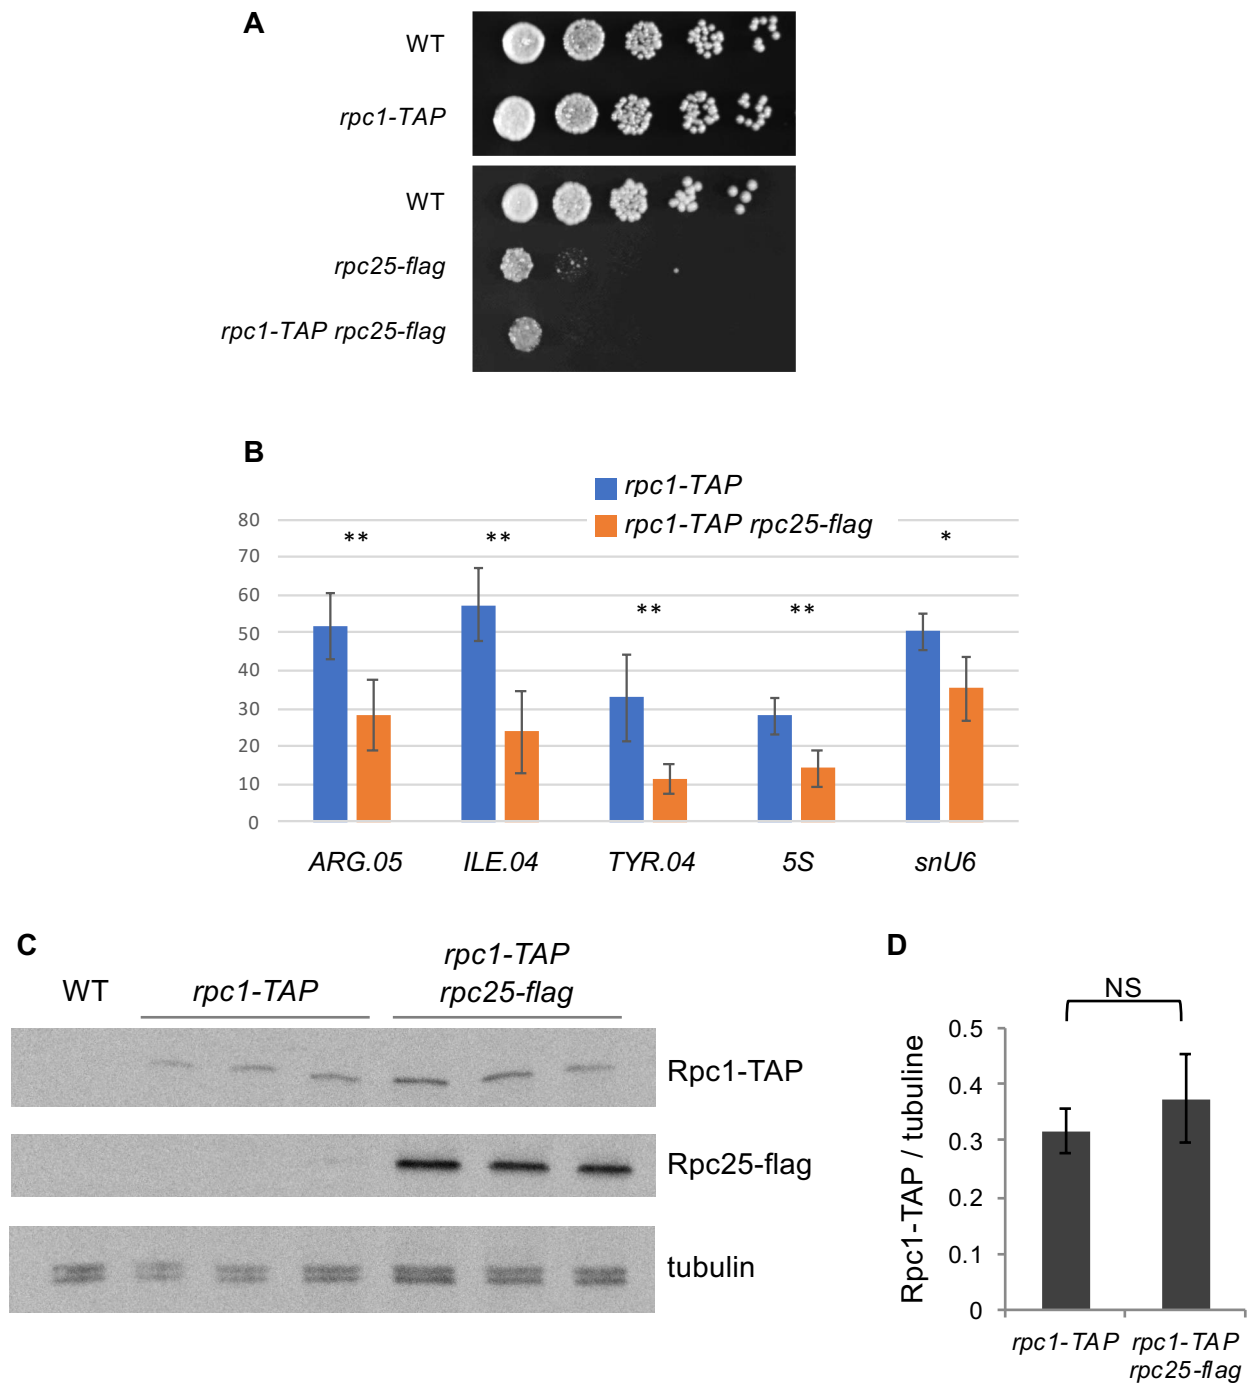 A
WT
rpc1-TAP
WT
rpc25-flag
rpc1-TAP rpc25-flag
B
rpc1-TAP
rpc1-TAP rpc25-flag
80
70
60
50
40
30
20
10
0
** ** ** ** *
ARG.05 ILE.04 TYR.04 5S snU6
C
WT rpc1-TAP rpc1-TAP
rpc25-flag
Rpc1-TAP
Rpc25-flag
tubulin
D
NS
Rpc1-TAP / tubuline
0.5
0.4
0.3
0.2
0.1
0
rpc1-TAP rpc1-TAP
rpc25-flag